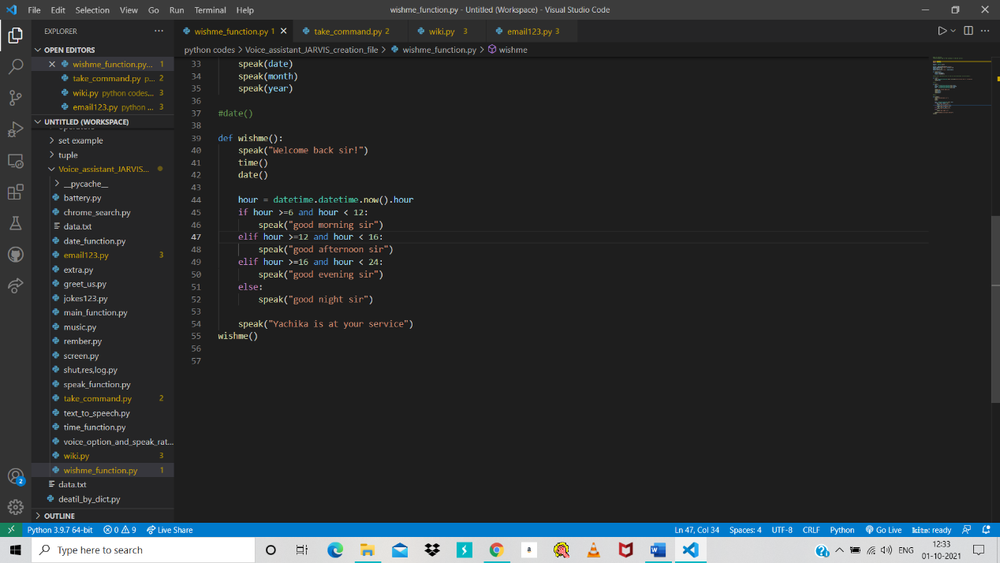 File Edit Selection View Go Run Terminal Help
wishme_function.py - Untitled (Workspace) - Visual Studio Code
EXPLORER
OPEN EDITORS
wishme_function.py... 1
take_command.py p... 2
wiki.py python codes... 3
email123.py python ... 3
UNTITLED (WORKSPACE)
set example
tuple
Voice_assistant_JARVIS...
__pycache__
battery.py
chrome_search.py
data.txt
date_function.py
email123.py 3
extra.py
greet_us.py
jokes123.py
main_function.py
music.py
rember.py
screen.py
shut,res,log.py
speak_function.py
take_command.py 2
text_to_speech.py
time_function.py
voice_option_and_speak_rat...
wiki.py 3
wishme_function.py 1
data.txt
deatil_by_dict.py
OUTLINE
2
wishme_function.py 1 take_command.py 2 wiki.py 3 email123.py 3
python codes > Voice_assistant_JARVIS_creation_file > wishme_function.py > wishme
33 speak(date)
34 speak(month)
35 speak(year)
36
37 #date()
38
39 def wishme():
40 speak("Welcome back sir!")
41 time()
42 date()
43
44 hour = datetime.datetime.now().hour
45 if hour >=6 and hour < 12:
46 speak("good morning sir")
47 elif hour >=12 and hour < 16:
48 speak("good afternoon sir")
49 elif hour >=16 and hour < 24:
50 speak("good evening sir")
51 else:
52 speak("good night sir")
53
54 speak("Yachika is at your service")
55 wishme()
56
57
Python 3.9.7 64-bit 0 9 Live Share
Ln 47, Col 34 Spaces: 4 UTF-8 CRLF Python Go Live kite: ready
Type here to search
ENG
12:33
01-10-2021